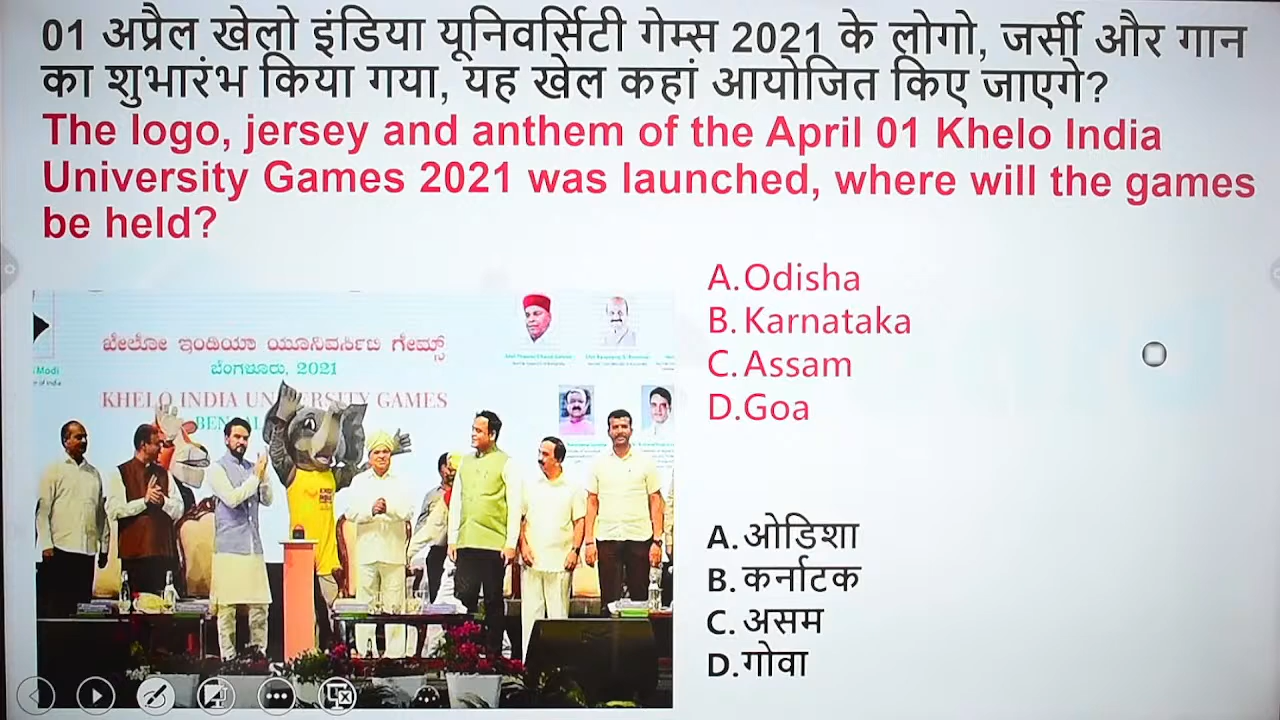 01 अप्रैल खेलो इंडिया यूनिवर्सिटी गेम्स 2021 के लोगो, जर्सी और गान
का शुभारंभ किया गया, यह खेल कहां आयोजित किए जाएगे?
The logo, jersey and anthem of the April 01 Khelo India
University Games 2021 was launched, where will the games
be held?
A.Odisha
B.Karnataka
C.Assam
D.Goa
Modi
ಖೇಲೋ ಇಂಡಿಯಾ ಯೂನಿವರ್ಸಿಟಿ ಗೇಮ್ಸ್
ಬೆಂಗಳೂರು, 2021
KHELO INDIA UNIVERSITY GAMES
A.ओडिशा
B.कर्नाटक
C.असम
D.गोवा